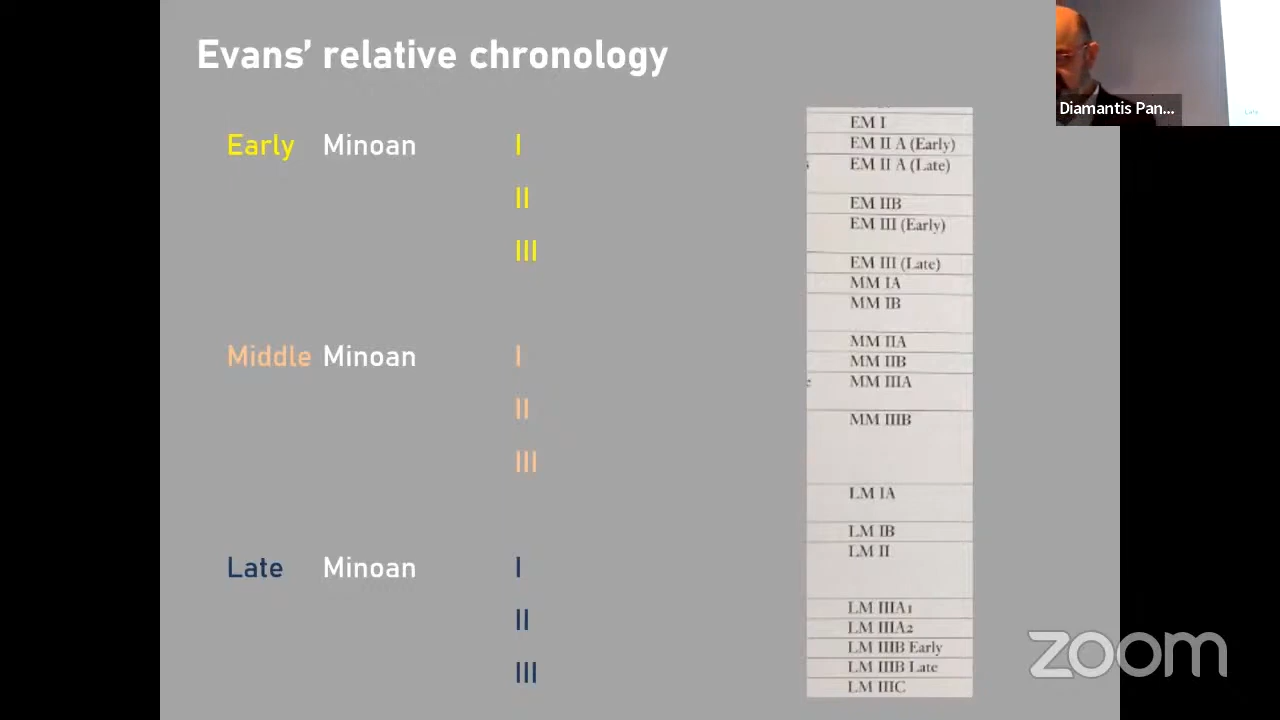 Evans’ relative chronology
Early Minoan I
II
III
Middle Minoan I
II
III
Late Minoan I
II
III
EM I
EM II A (Early)
EM II A (Late)
EM IIB
EM III (Early)
EM III (Late)
MM IA
MM IB
MM IIA
MM IIB
MM IIIA
MM IIIB
LM IA
LM IB
LM II
LM IIIA1
LM IIIA2
LM IIIB Early
LM IIIB Late
LM IIIC
Diamantis Pan...
Late
zoom